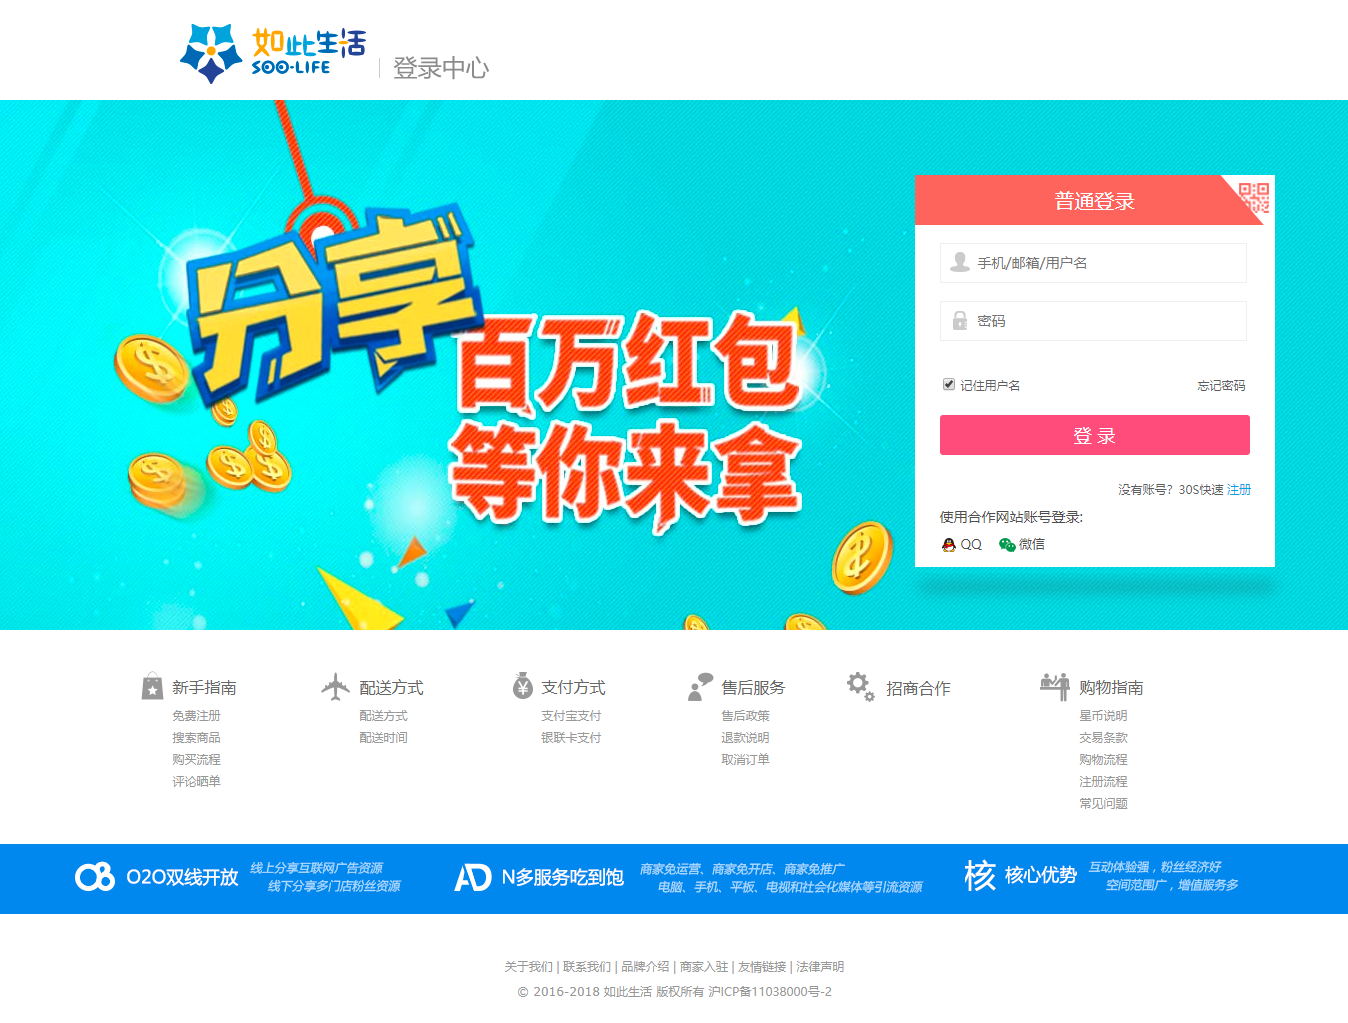 如此生活
SOO-LIFE
登录中心
分享
百万红包
等你来拿
普通登录
手机/邮箱/用户名
密码
记住用户名 忘记密码
登 录
没有账号？30S快速 注册
使用合作网站账号登录:
QQ 微信
新手指南
免费注册
搜索商品
购买流程
评论晒单
配送方式
配送方式
配送时间
支付方式
支付宝支付
银联卡支付
售后服务
售后政策
退款说明
取消订单
招商合作
购物指南
星币说明
交易条款
购物流程
注册流程
常见问题
O2O双线开放
线上分享互联网广告资源
线下分享多门店粉丝资源
AD N多服务吃到饱
商家免运营、商家免开店、商家免推广
电脑、手机、平板、电视和社会化媒体等引流资源
核 核心优势
互动体验强，粉丝经济好
空间范围广，增值服务多
关于我们 | 联系我们 | 品牌介绍 | 商家入驻 | 友情链接 | 法律声明
© 2016-2018 如此生活 版权所有 沪ICP备11038000号-2